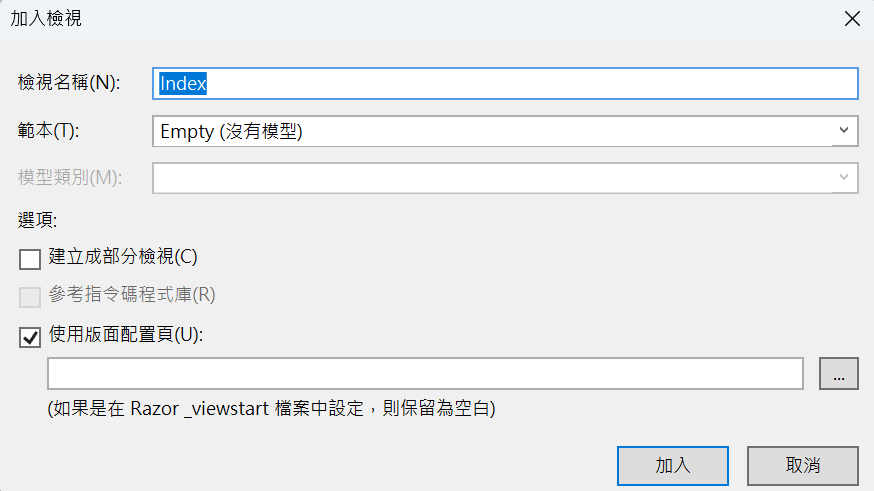 加入檢視
檢視名稱(N):
Index
範本(T):
Empty (沒有模型)
模型類別(M):
選項:
建立成部分檢視(C)
參考指令碼程式庫(R)
使用版面配置頁(U):
...
(如果是在 Razor _viewstart 檔案中設定，則保留為空白)
加入
取消